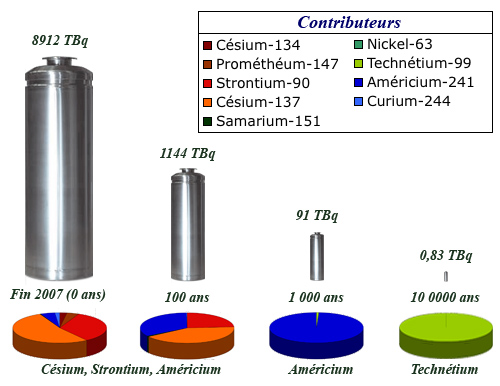 Contributeurs
Césium-134
Prométhéum-147
Strontium-90
Césium-137
Samarium-151
Nickel-63
Technétium-99
Américium-241
Curium-244
8912 TBq
1144 TBq
91 TBq
0,83 TBq
Fin 2007 (0 ans)
100 ans
1 000 ans
10 0000 ans
Césium, Strontium, Américium
Américium
Technétium